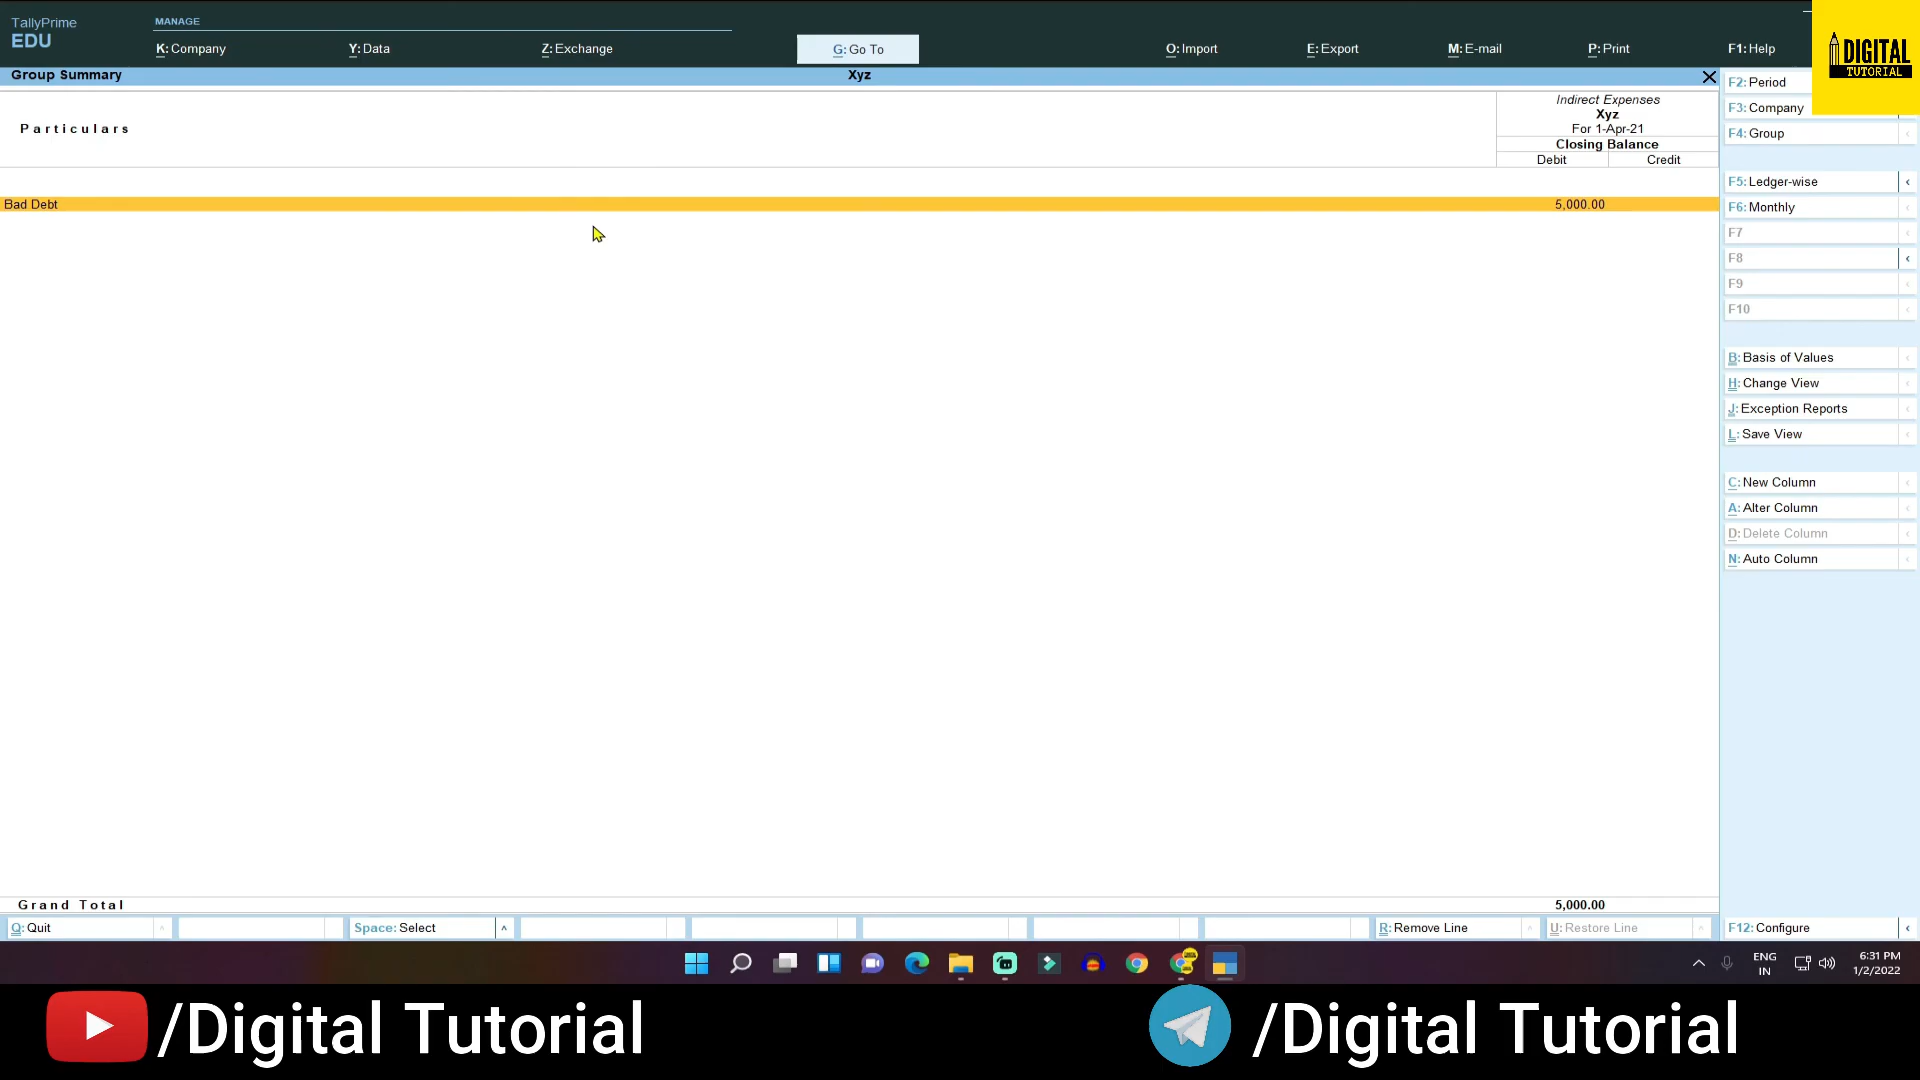 TallyPrime
EDU
MANAGE
K: Company
Y: Data
Z: Exchange
G: Go To
O: Import
E: Export
M: E-mail
P: Print
F1: Help
DIGITAL
TUTORIAL
Group Summary
Xyz
Particulars
Indirect Expenses
Xyz
For 1-Apr-21
Closing Balance
Debit
Credit
Bad Debt
5,000.00
Grand Total
5,000.00
F2: Period
F3: Company
F4: Group
F5: Ledger-wise
F6: Monthly
F7
F8
F9
F10
B: Basis of Values
H: Change View
J: Exception Reports
L: Save View
C: New Column
A: Alter Column
D: Delete Column
N: Auto Column
Q: Quit
Space: Select
R: Remove Line
U: Restore Line
F12: Configure
ENG
IN
6:31 PM
1/2/2022
/Digital Tutorial
/Digital Tutorial